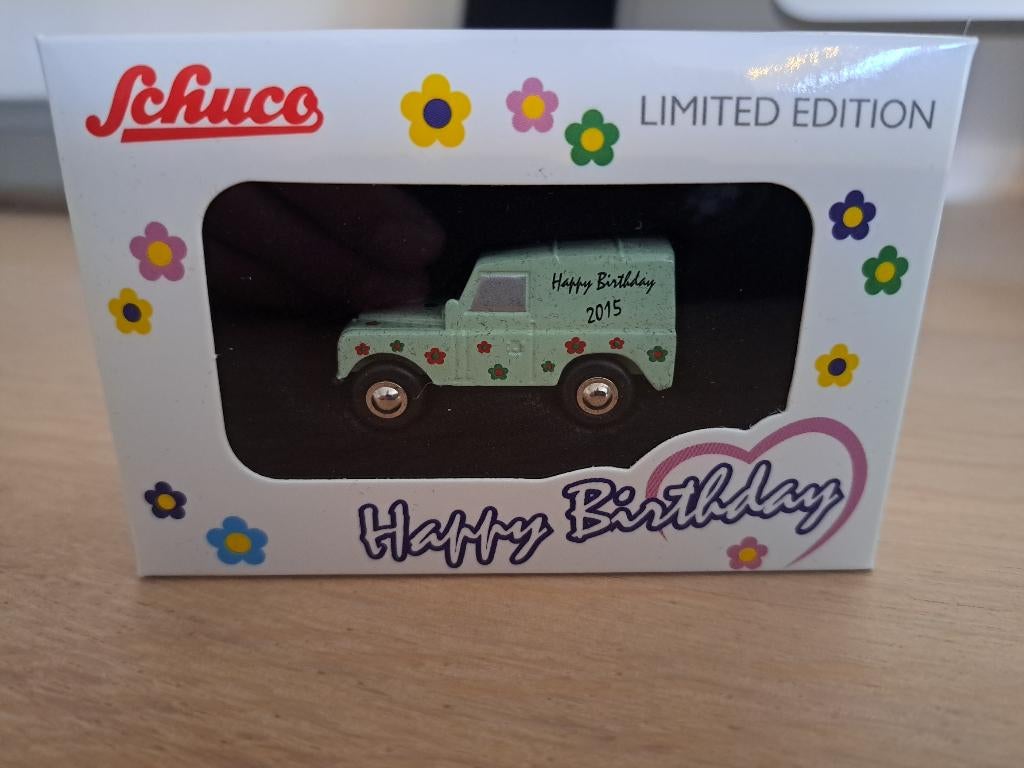 Schuco
LIMITED EDITION
Happy Birthday
2015
Happy Birthday